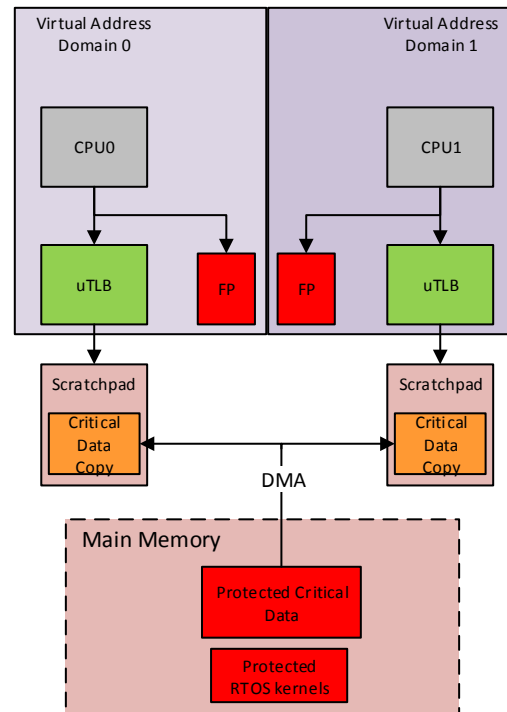 Virtual Address
Domain 0
Virtual Address
Domain 1
CPU0
CPU1
uTLB
FP
FP
uTLB
Scratchpad
Critical
Data
Copy
Scratchpad
Critical
Data
Copy
DMA
Main Memory
Protected Critical
Data
Protected
RTOS kernels